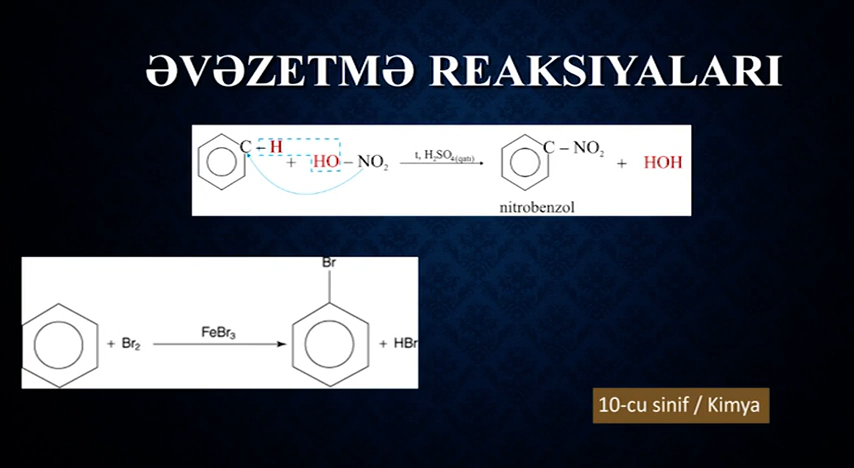 ƏVƏZETMƏ REAKSIYALARI
C – H + HO – NO₂ t, H₂SO₄(qatı) C – NO₂ + HOH
nitrobenzol
Br
+ Br₂ FeBr₃ + HBr
10-cu sinif / Kimya